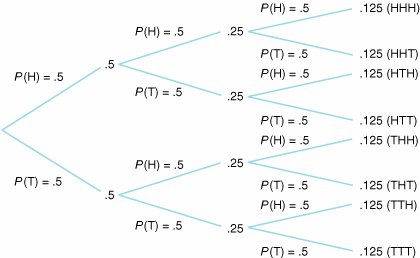 P(H) = .5
.125 (HHH)
P(H) = .5
.25
P(T) = .5
.125 (HHT)
P(H) = .5
.5
P(H) = .5
.125 (HTH)
P(T) = .5
.25
P(T) = .5
.125 (HTT)
P(H) = .5
.125 (THH)
P(H) = .5
.25
P(T) = .5
.5
P(T) = .5
.125 (THT)
P(H) = .5
.125 (TTH)
P(T) = .5
.25
P(T) = .5
.125 (TTT)